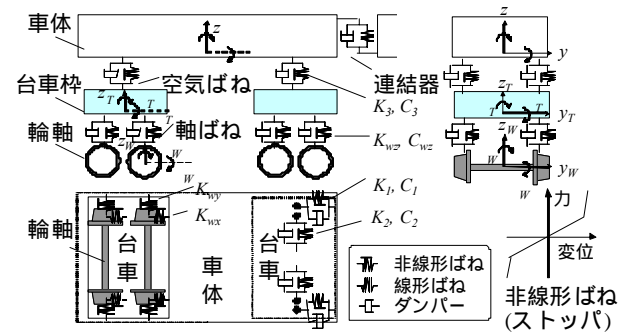 車体
z
z
y
台車枠
空気ばね
連結器
z_T
T
K_3, C_3
z_T
T
T
y_T
輪軸
z_W
T
軸ばね
W
K_wz, C_wz
z_W
W
y_W
W
K_wy
K_wx
K_1, C_1
K_2, C_2
輪軸
台車
車体
台車
力
変位
非線形ばね
線形ばね
ダンパー
非線形ばね
(ストッパ)